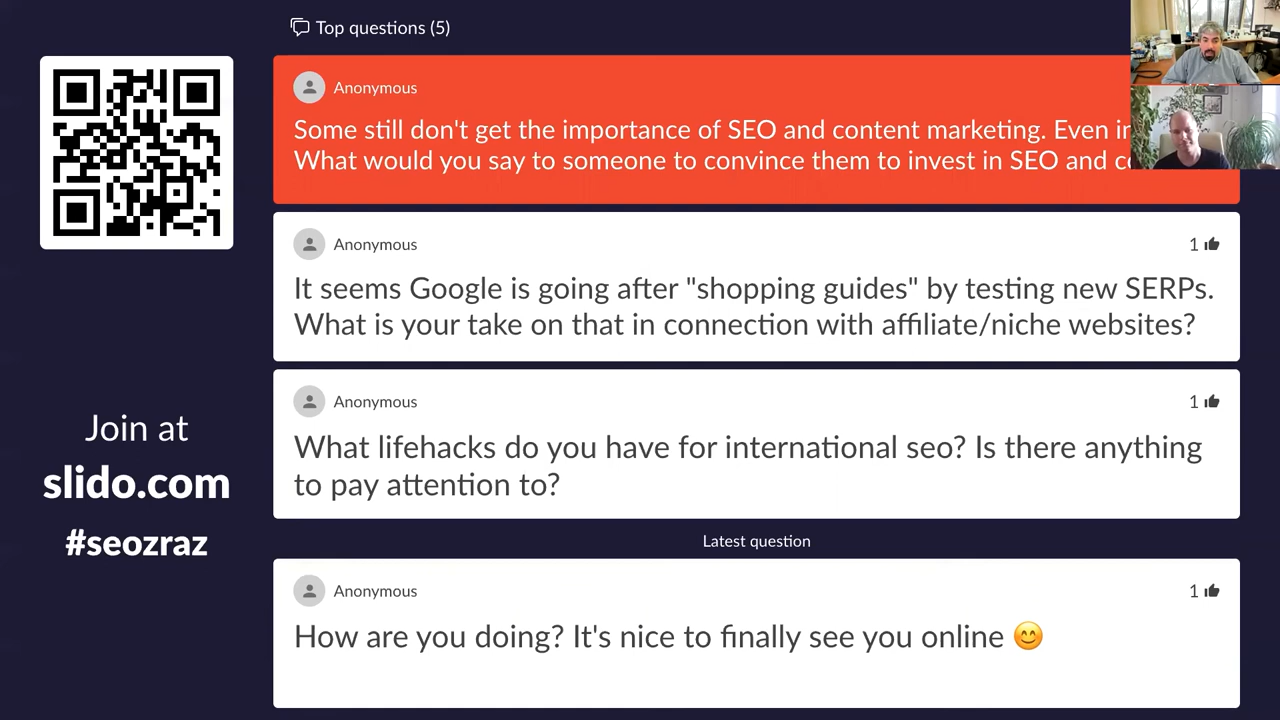 Top questions (5)
Anonymous
Some still don't get the importance of SEO and content marketing. Even
What would you say to someone to convince them to invest in SEO and
Anonymous
1
It seems Google is going after "shopping guides" by testing new SERPs.
What is your take on that in connection with affiliate/niche websites?
Anonymous
1
What lifehacks do you have for international seo? Is there anything
to pay attention to?
Latest question
Anonymous
1
How are you doing? It's nice to finally see you online 😊
Join at
slido.com
#seozraz